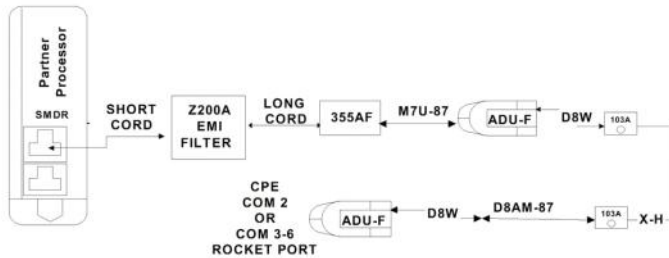 Partner
Processor
SMDR
SHORT
CORD
Z200A
EMI
FILTER
LONG
CORD
355AF
M7U-87
ADU-F
D8W
103A
CPE
COM 2
OR
COM 3-6
ROCKET PORT
ADU-F
D8W
D8AM-87
103A
X-H